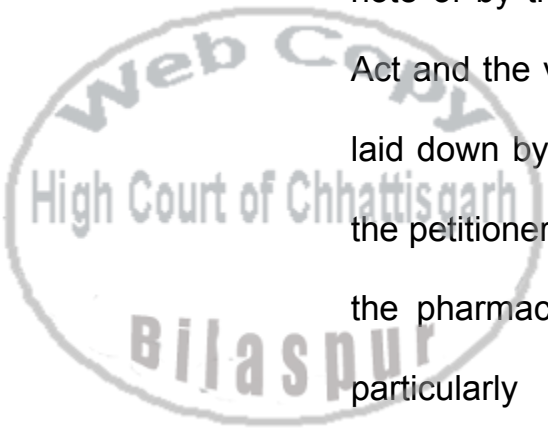 Web Copy
High Court of Chhattisgarh
Bilaspur
Act and the
laid down by
the petitioner
the pharmac
particularly